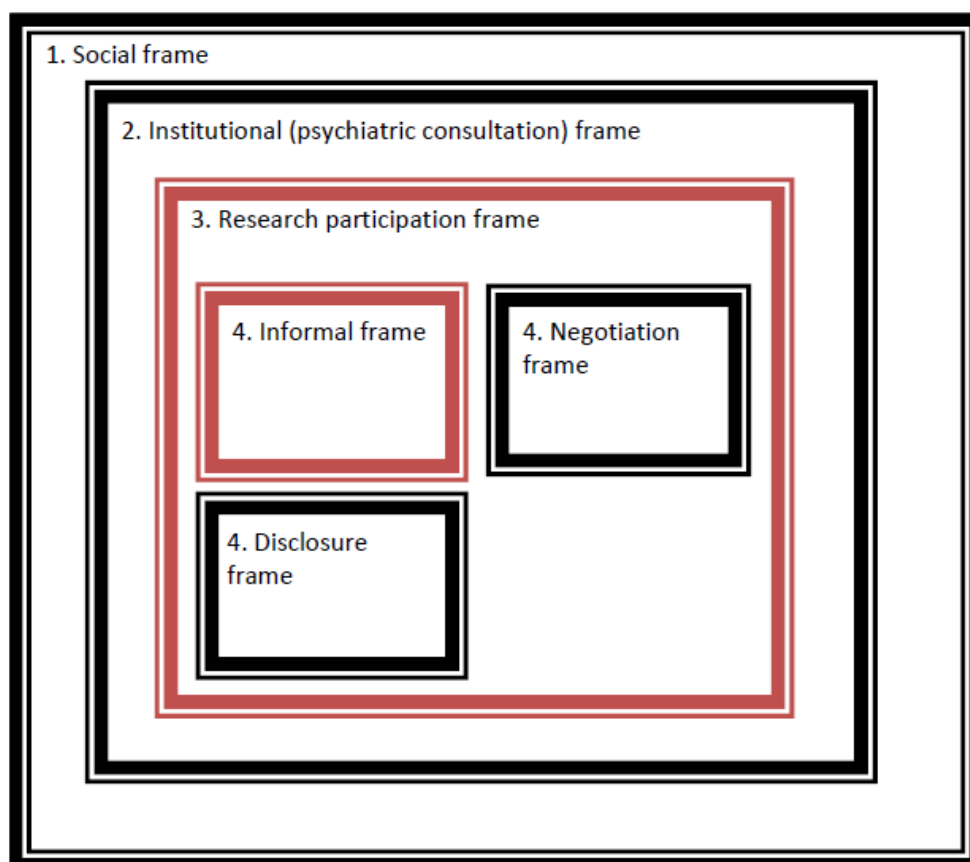 1. Social frame
2. Institutional (psychiatric consultation) frame
3. Research participation frame
4. Informal frame
4. Negotiation
frame
4. Disclosure
frame